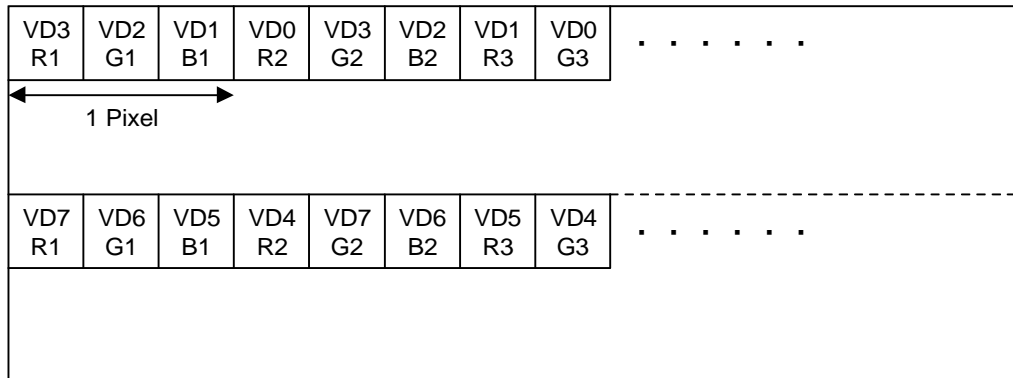 VD3 VD2 VD1 VD0 VD3 VD2 VD1 VD0
R1 G1 B1 R2 G2 B2 R3 G3
1 Pixel
VD7 VD6 VD5 VD4 VD7 VD6 VD5 VD4
R1 G1 B1 R2 G2 B2 R3 G3